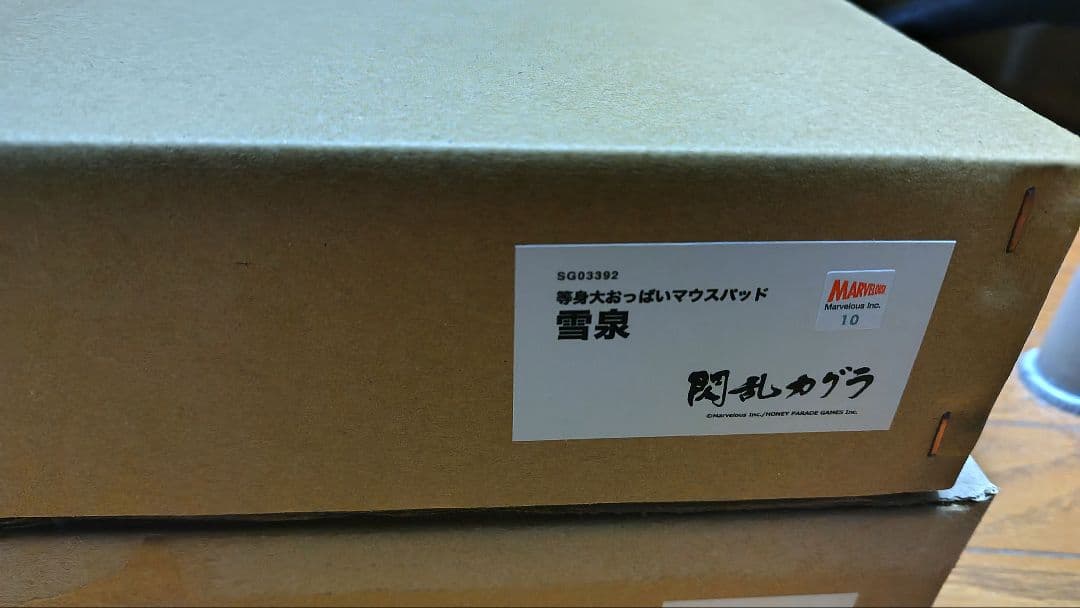 SG03392
等身大おっぱいマウスパッド
雪泉
MARVELOUS
Marvelous Inc.
10
閃乱カグラ
©Marvelous Inc./HONEY PARADE GAMES Inc.